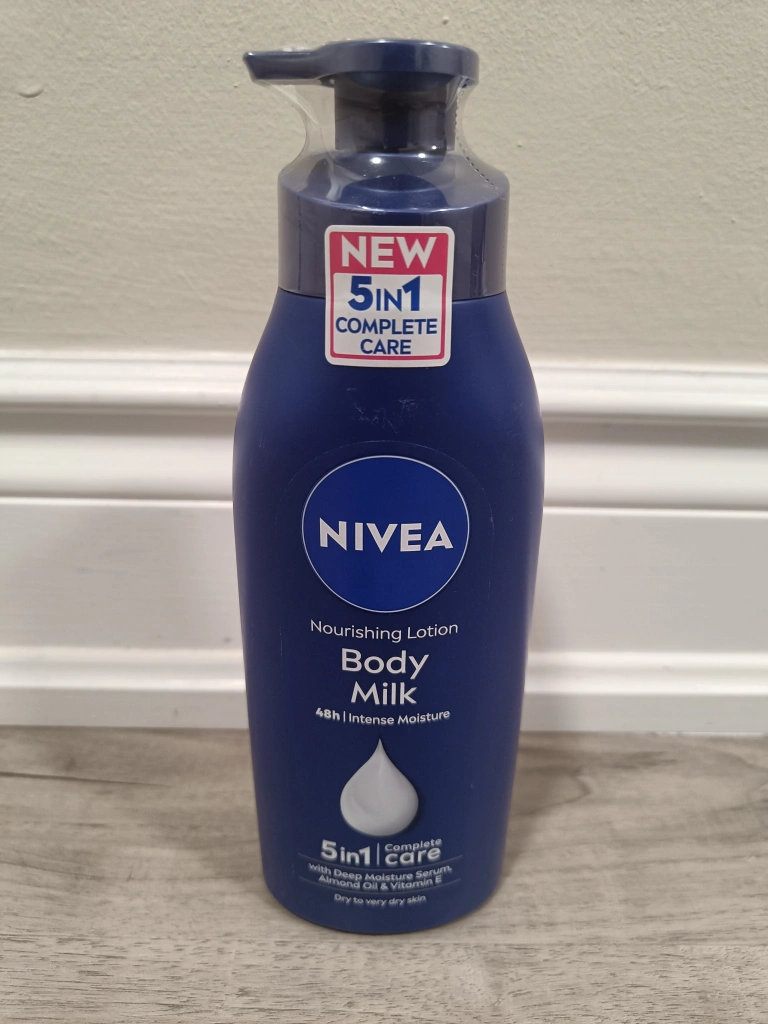 NEW
5IN1
COMPLETE
CARE
NIVEA
Nourishing Lotion
Body
Milk
48h | Intense Moisture
5in1 | Complete care
with Deep Moisture Serum,
Almond Oil & Vitamin E
Dry to very dry skin